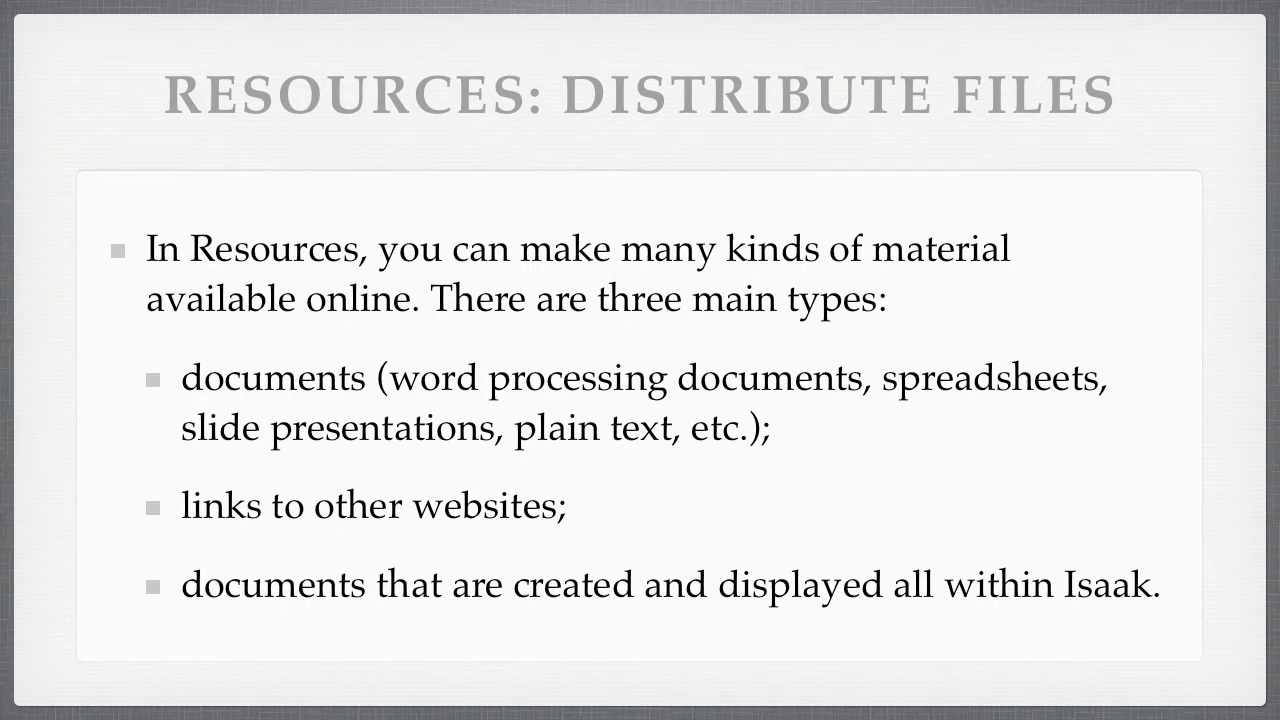 RESOURCES: DISTRIBUTE FILES
In Resources, you can make many kinds of material
available online. There are three main types:
documents (word processing documents, spreadsheets,
slide presentations, plain text, etc.);
links to other websites;
documents that are created and displayed all within Isaak.